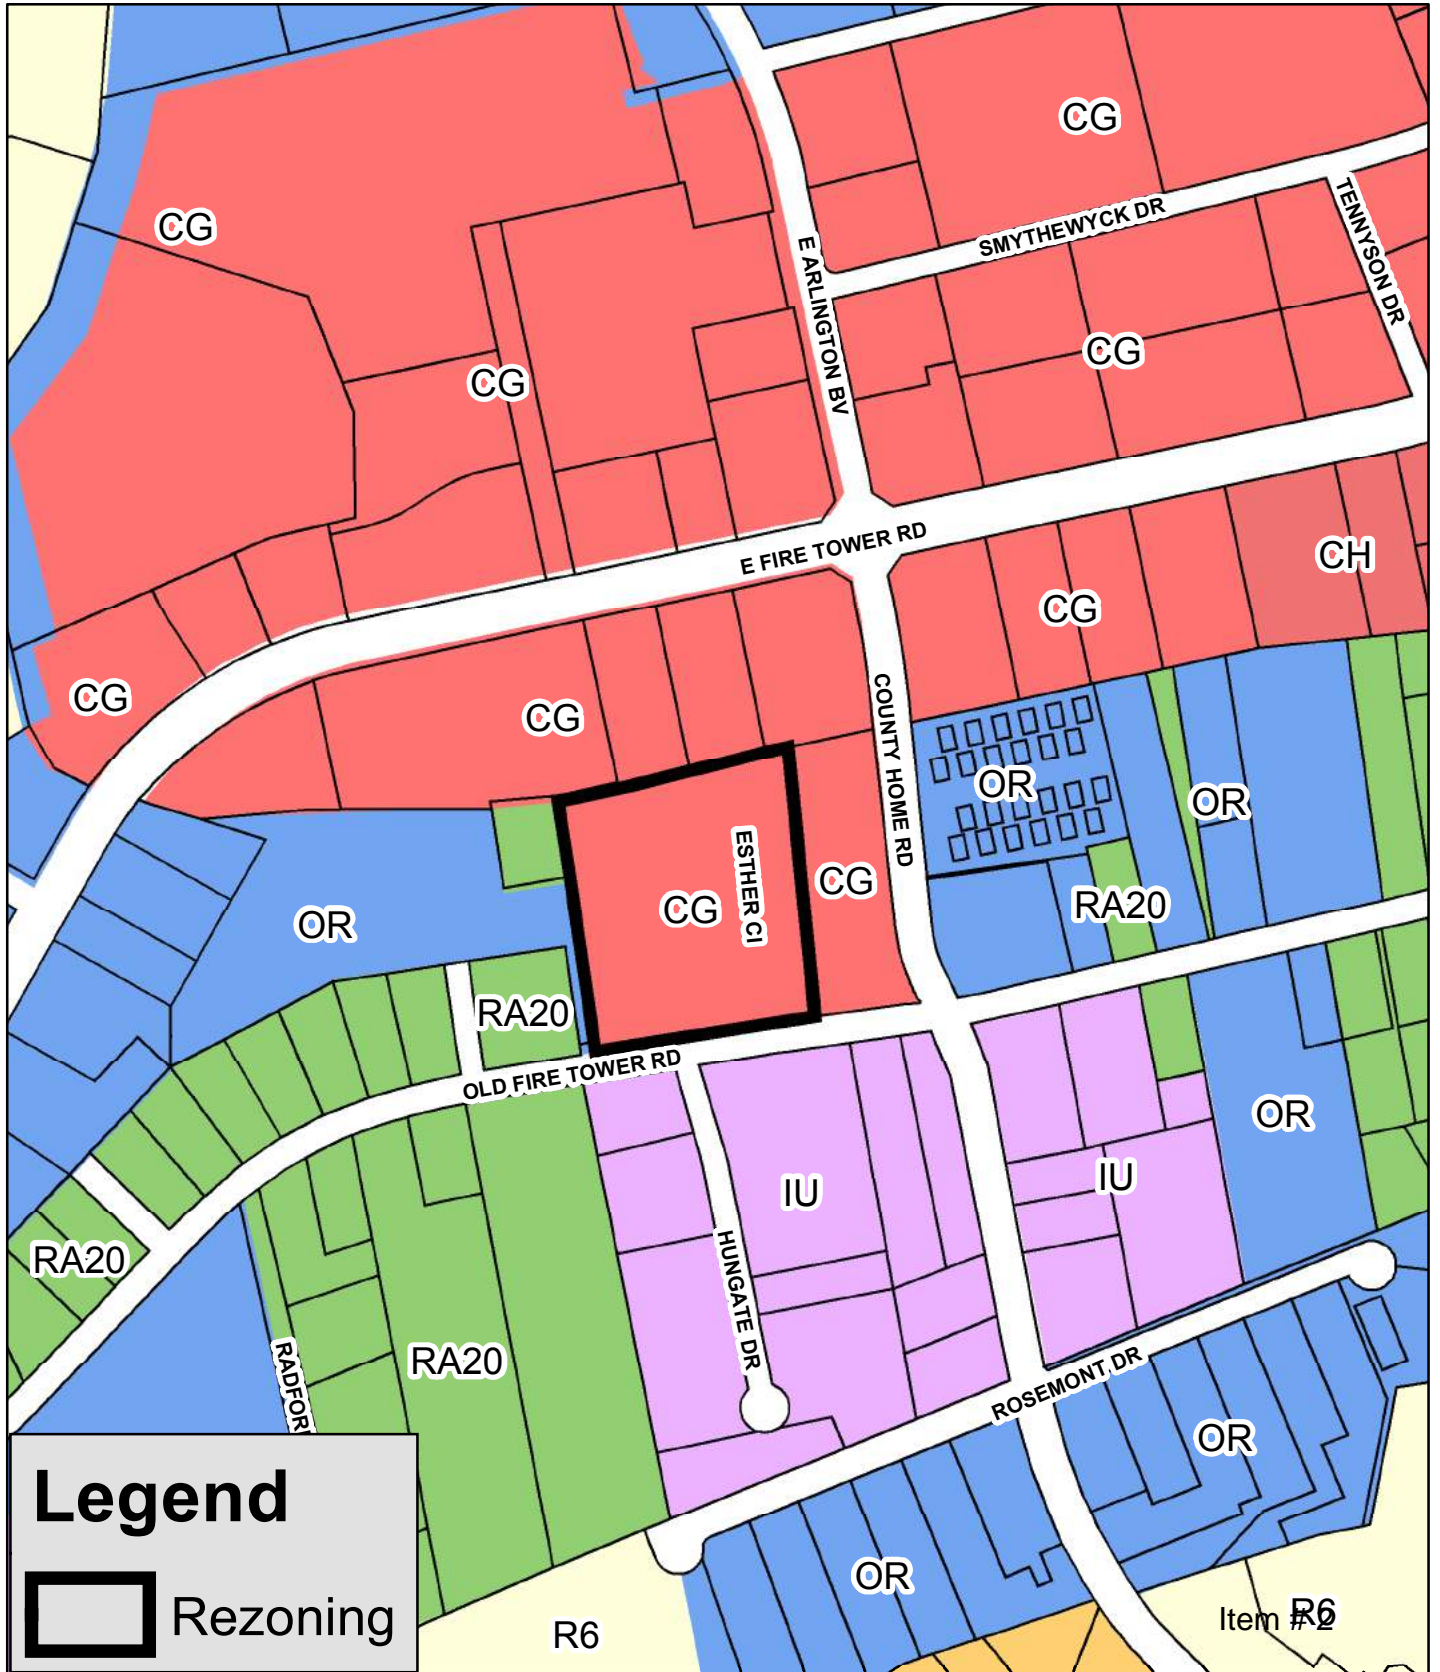 CG
SMYTHEWYCK DR
TENNYSON DR
CG
E ARLINGTON BV
CG
CG
E FIRE TOWER RD
CH
CG
CG
CG
COUNTY HOME RD
OR
OR
ESTHER CI
CG
CG
RA20
OR
RA20
OLD FIRE TOWER RD
OR
IU
IU
RA20
HUNGATE DR
RADFOR
RA20
ROSEMONT DR
OR
Legend
OR
Rezoning
R6
R6
Item # 2